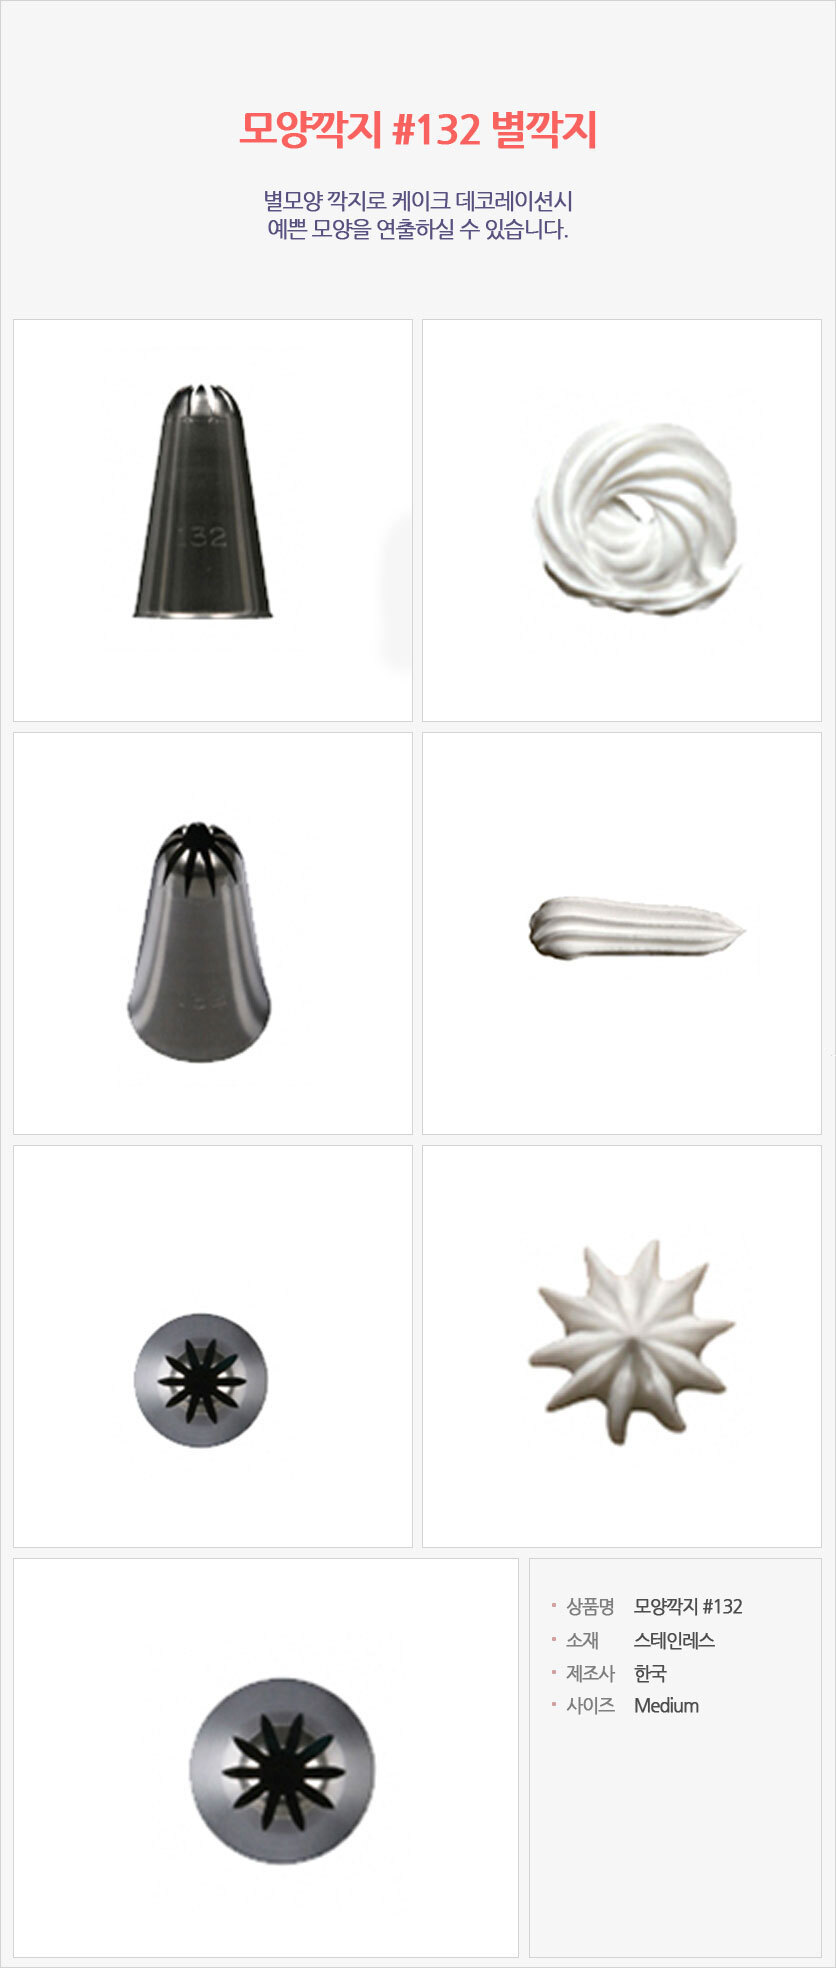 모양깍지 #132 별깍지
별모양 깍지로 케이크 데코레이션시
예쁜 모양을 연출하실 수 있습니다.
132
상품명 모양깍지 #132
소재 스테인레스
제조사 한국
사이즈 Medium